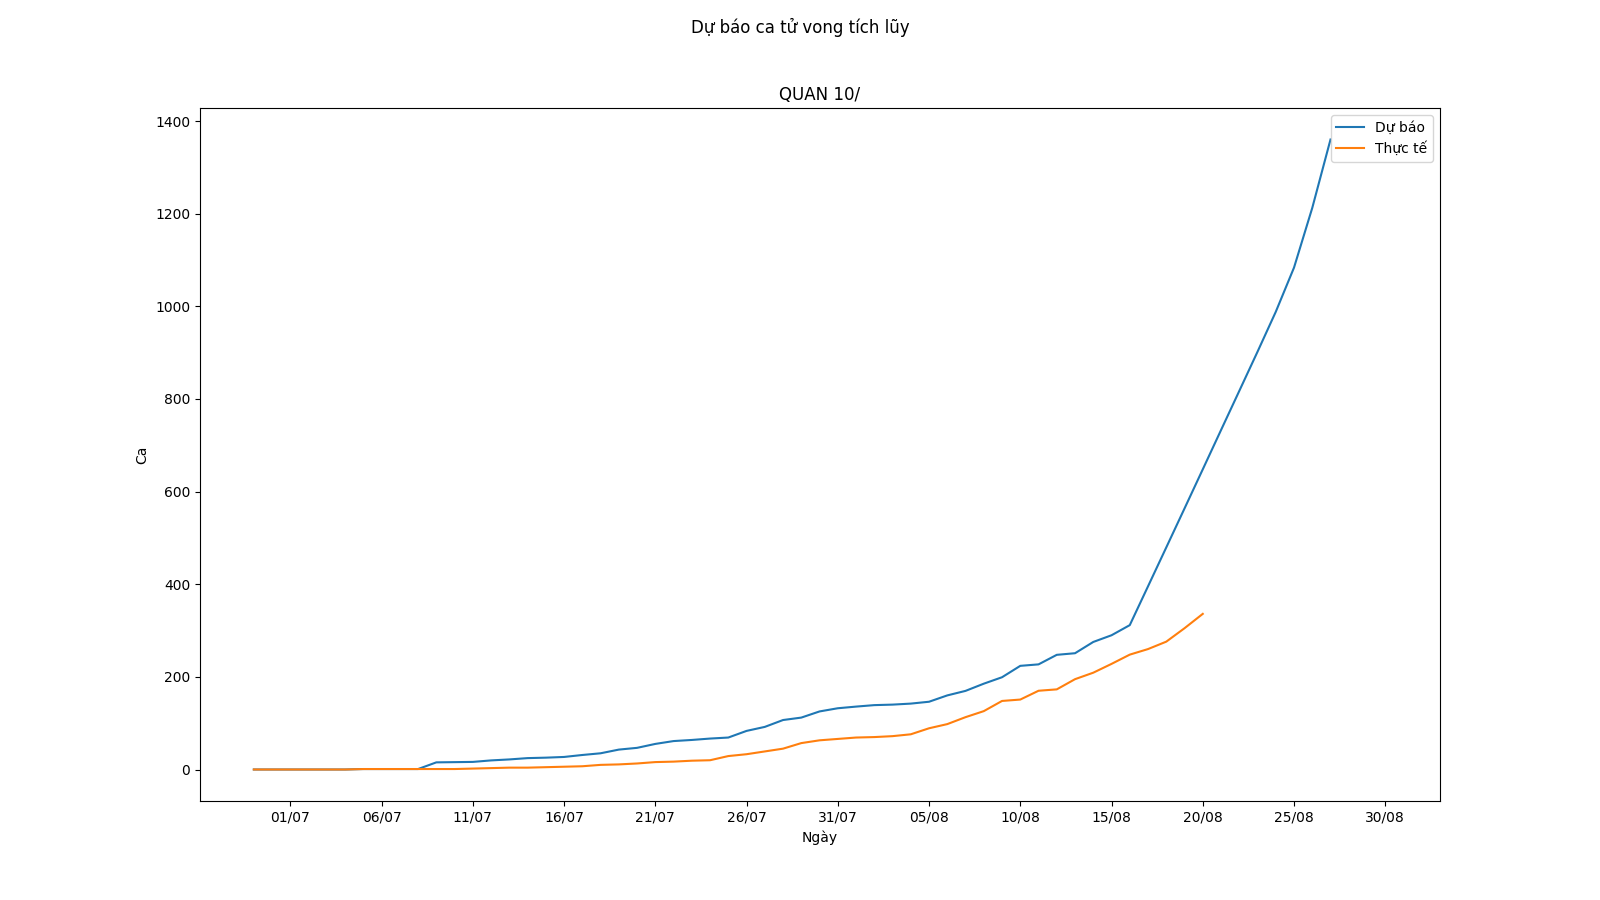 Dự báo ca tử vong tích lũy
QUAN 10/
Dự báo
Thực tế
1400
1200
1000
800
600
400
200
0
Ca
01/07 06/07 11/07 16/07 21/07 26/07 31/07 05/08 10/08 15/08 20/08 25/08 30/08
Ngày